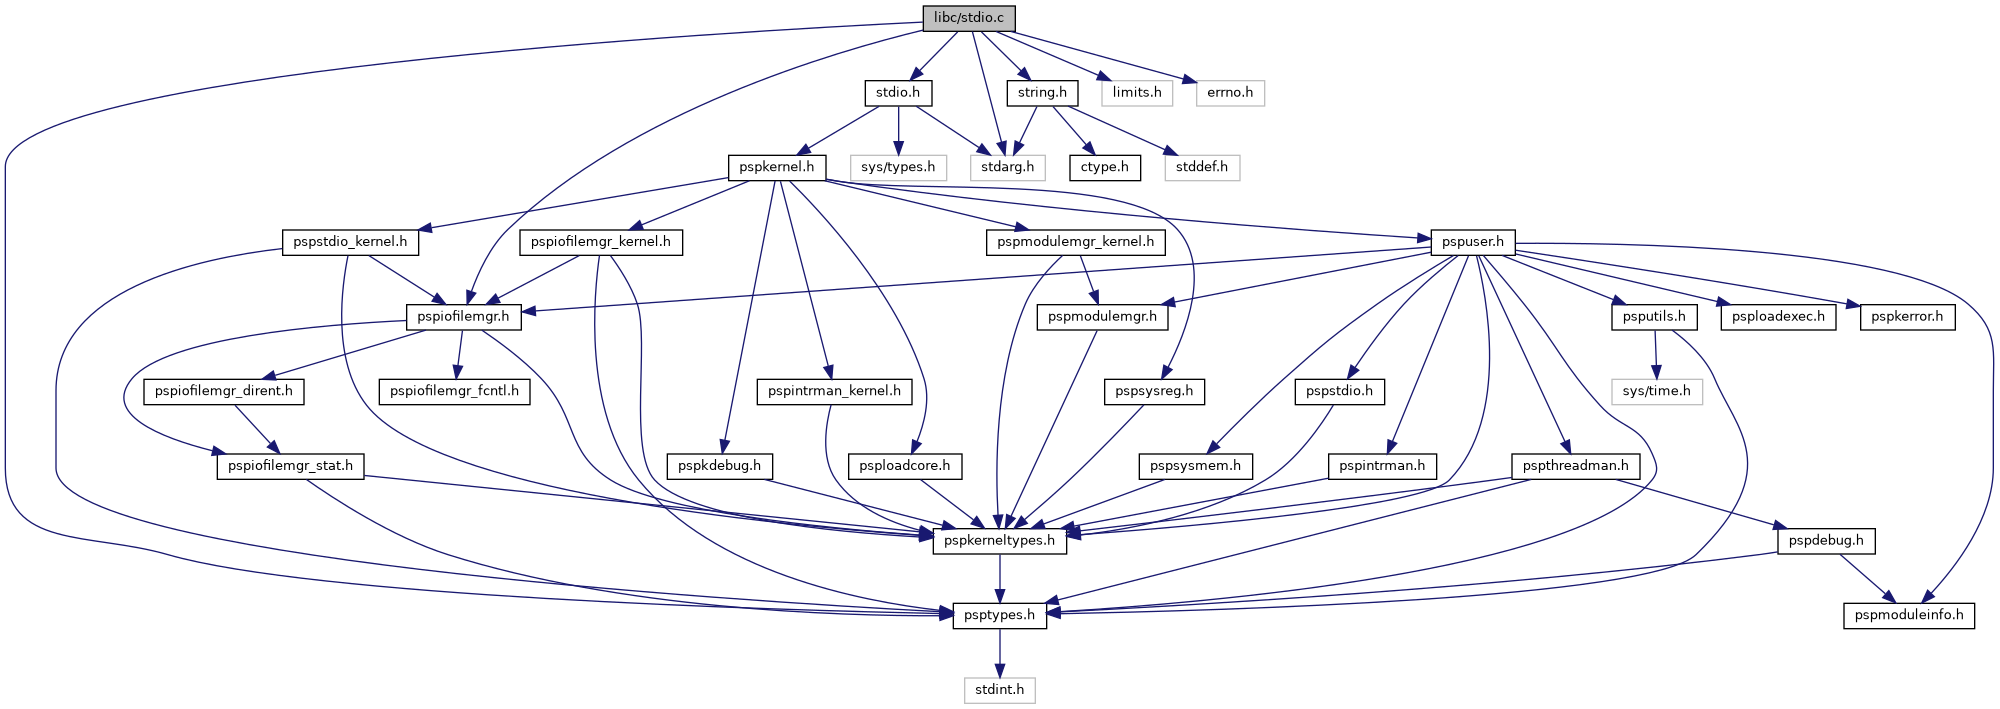 libc/stdio.c
stdio.h
string.h
limits.h
errno.h
pspkernel.h
sys/types.h
stdarg.h
ctype.h
stddef.h
pspstdio_kernel.h
pspiofilemgr_kernel.h
pspmodulemgr_kernel.h
pspuser.h
pspiofilemgr.h
pspmodulemgr.h
psputils.h
psploadexec.h
pspkerror.h
pspiofilemgr_dirent.h
pspiofilemgr_fcntl.h
pspintrman_kernel.h
pspsysreg.h
pspstdio.h
sys/time.h
pspiofilemgr_stat.h
pspkdebug.h
psploadcore.h
pspsysmem.h
pspintrman.h
pspthreadman.h
pspkerneltypes.h
pspdebug.h
psptypes.h
pspmoduleinfo.h
stdint.h